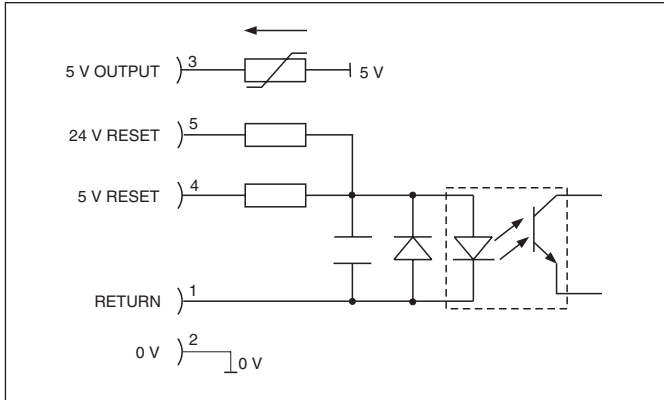 5 V OUTPUT 3 5 V
24 V RESET 5
5 V RESET 4
RETURN 1
0 V 2 0 V